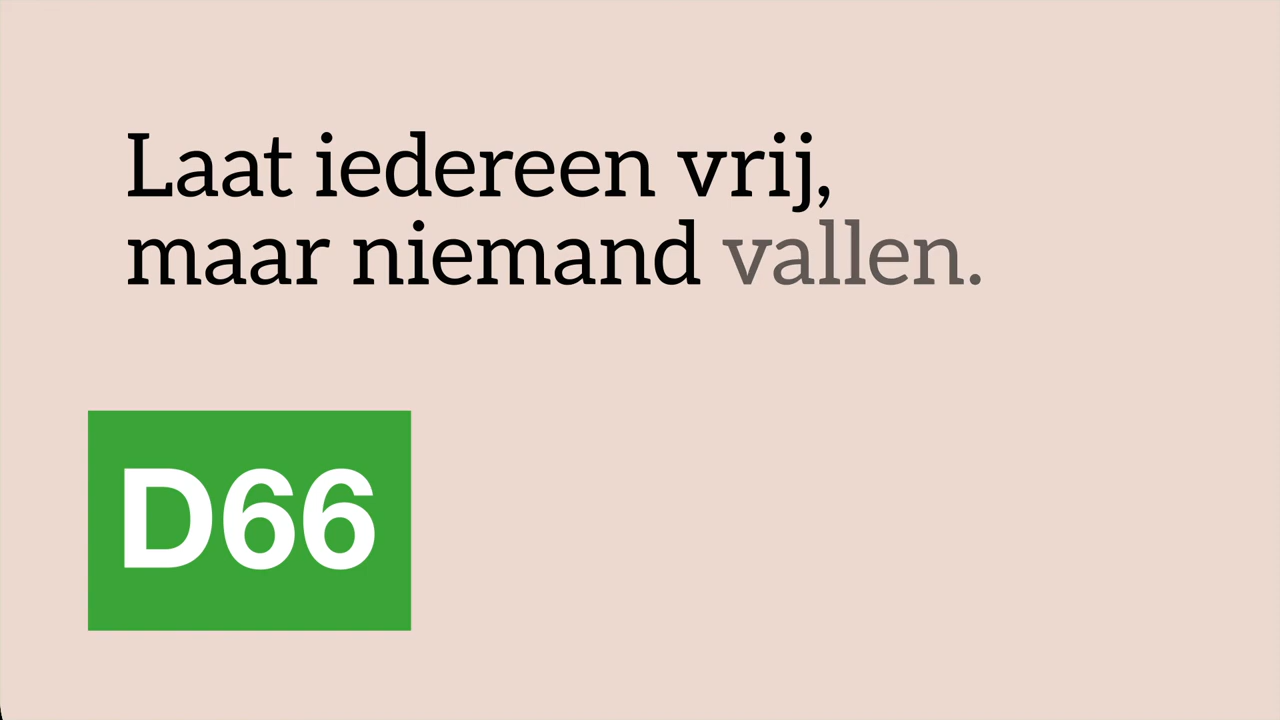 Laat iedereen vrij,
maar niemand vallen.
D66